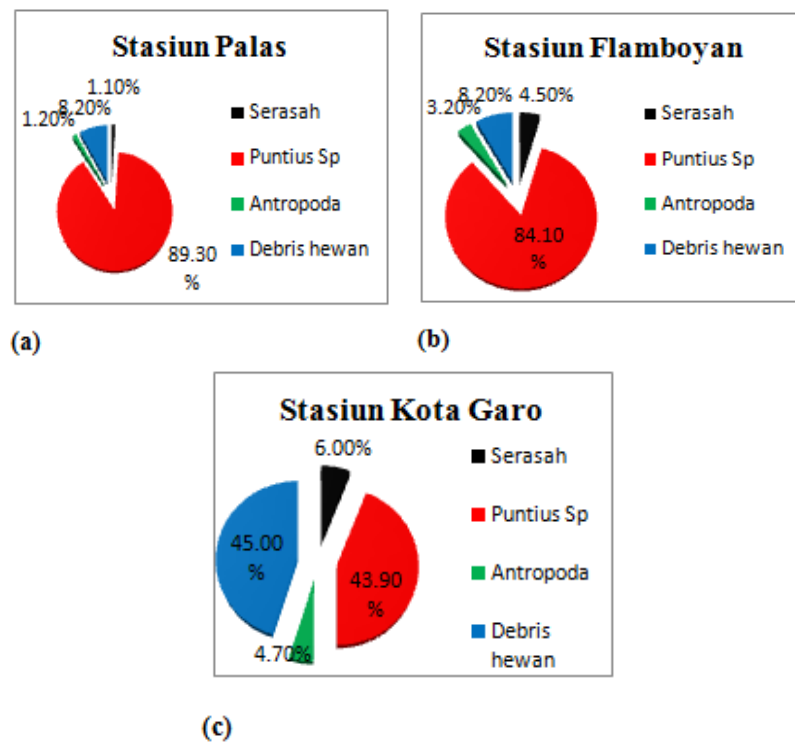 Stasiun Palas
1.10%
8.20%
1.20%
89.30
%
Serasah
Puntius Sp
Antropoda
Debris hewan
(a)
Stasiun Flamboyan
8.20%
4.50%
3.20%
84.10
%
Serasah
Puntius Sp
Antropoda
Debris hewan
(b)
Stasiun Kota Garo
6.00%
45.00
%
43.90
%
4.70%
Serasah
Puntius Sp
Antropoda
Debris
hewan
(c)